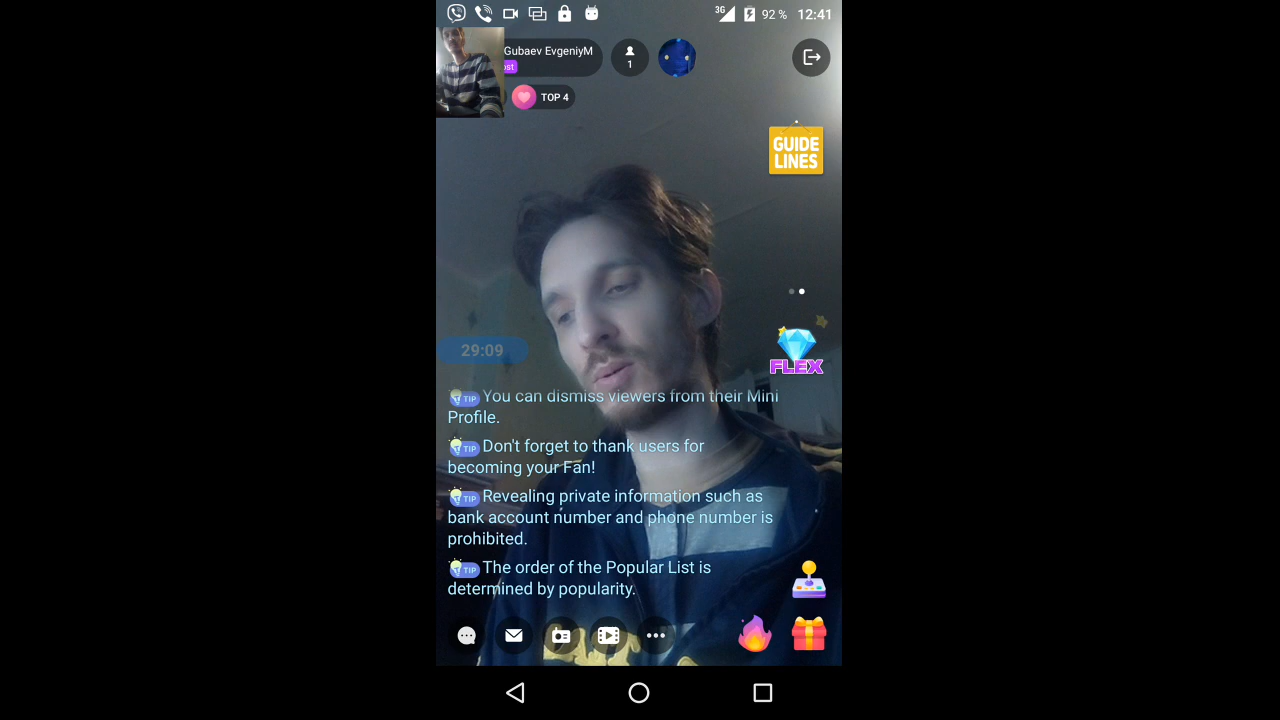 3G
92 %
12:41
Gubaev EvgeniyM
ost
1
TOP 4
GUIDE
LINES
29:09
FLEX
TIP You can dismiss viewers from their Mini
Profile.
TIP Don't forget to thank users for
becoming your Fan!
TIP Revealing private information such as
bank account number and phone number is
prohibited.
TIP The order of the Popular List is
determined by popularity.